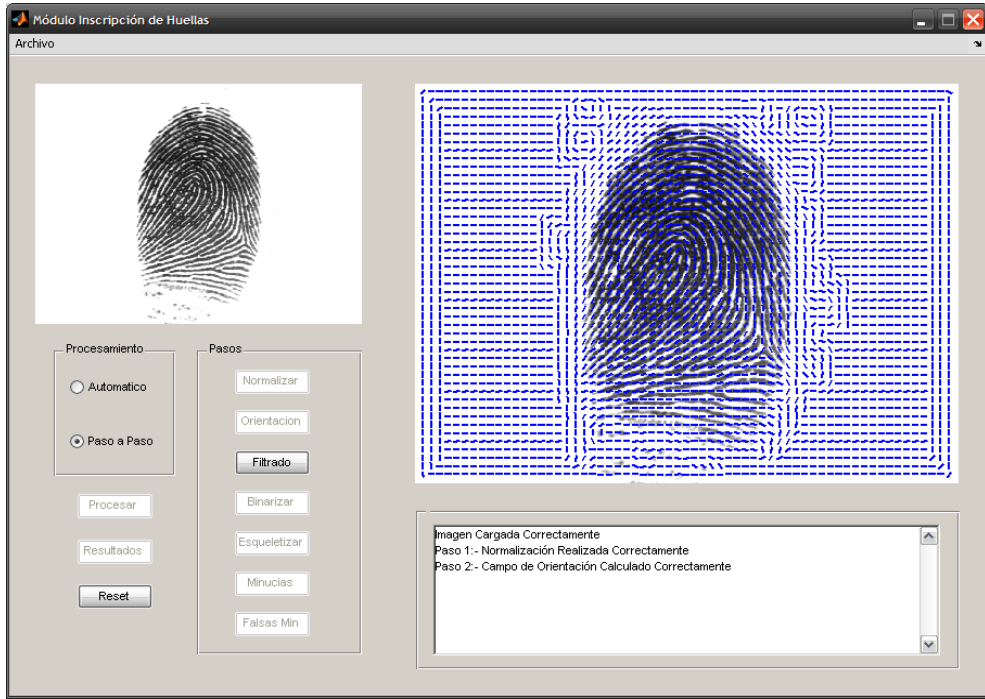 Módulo Inscripción de Huellas
Archivo
Procesamiento
Automatico
Paso a Paso
Procesar
Resultados
Reset
Pasos
Normalizar
Orientacion
Filtrado
Binarizar
Esqueletizar
Minucias
Falsas Min
Imagen Cargada Correctamente
Paso 1:- Normalización Realizada Correctamente
Paso 2:- Campo de Orientación Calculado Correctamente